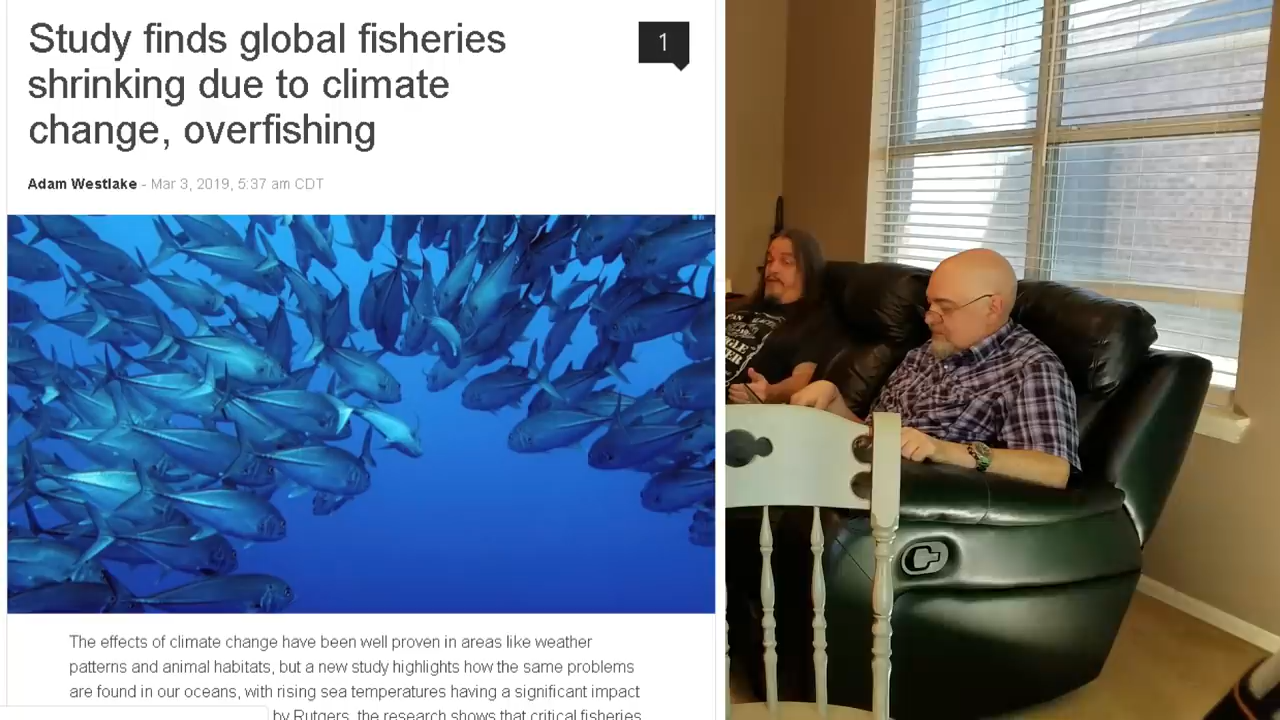 Study finds global fisheries
shrinking due to climate
change, overfishing
1
Adam Westlake - Mar 3, 2019, 5:37 am CDT
The effects of climate change have been well proven in areas like weather
patterns and animal habitats, but a new study highlights how the same problems
are found in our oceans, with rising sea temperatures having a significant impact
by Rutgers, the research shows that critical fisheries